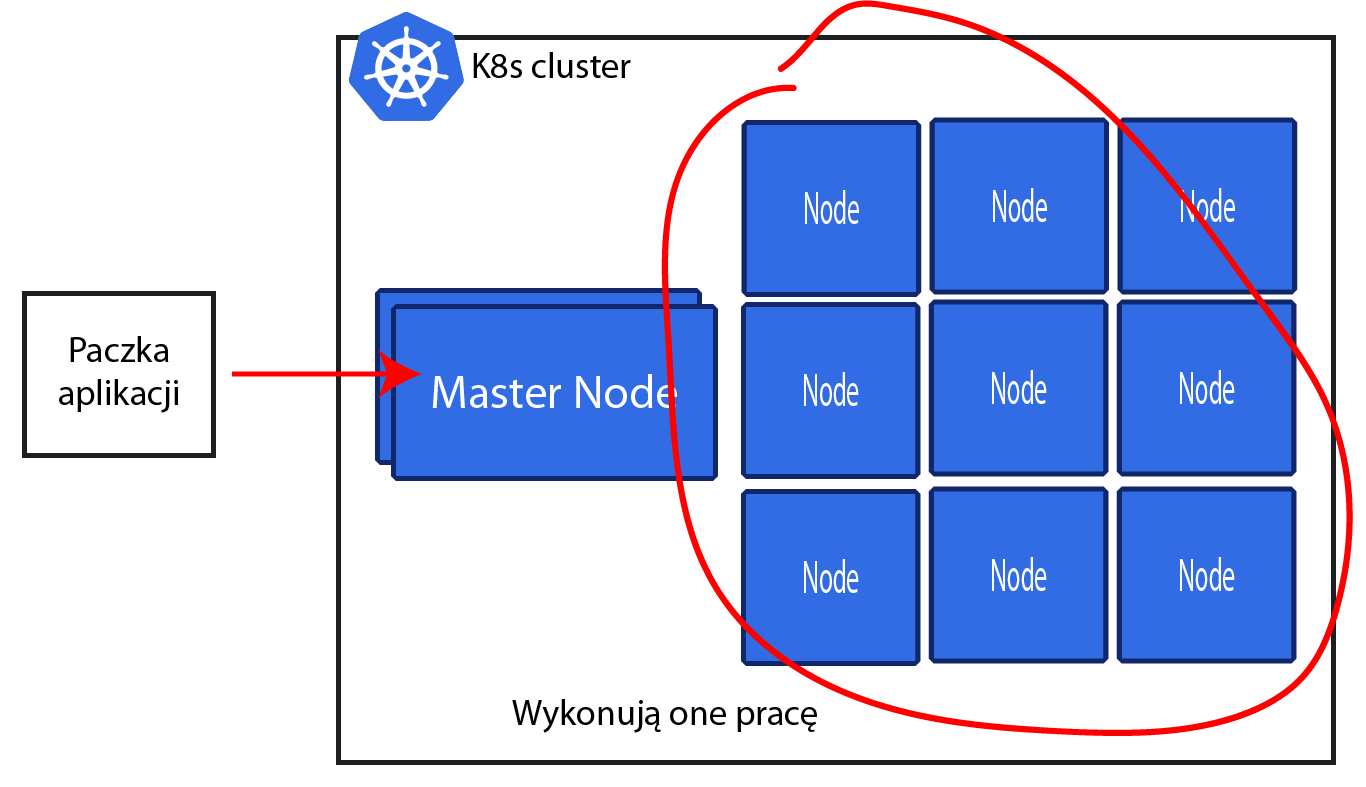 K8s cluster
Node
Node
Node
Paczka
aplikacji
Master Node
Node
Node
Node
Node
Node
Node
Wykonują one pracę